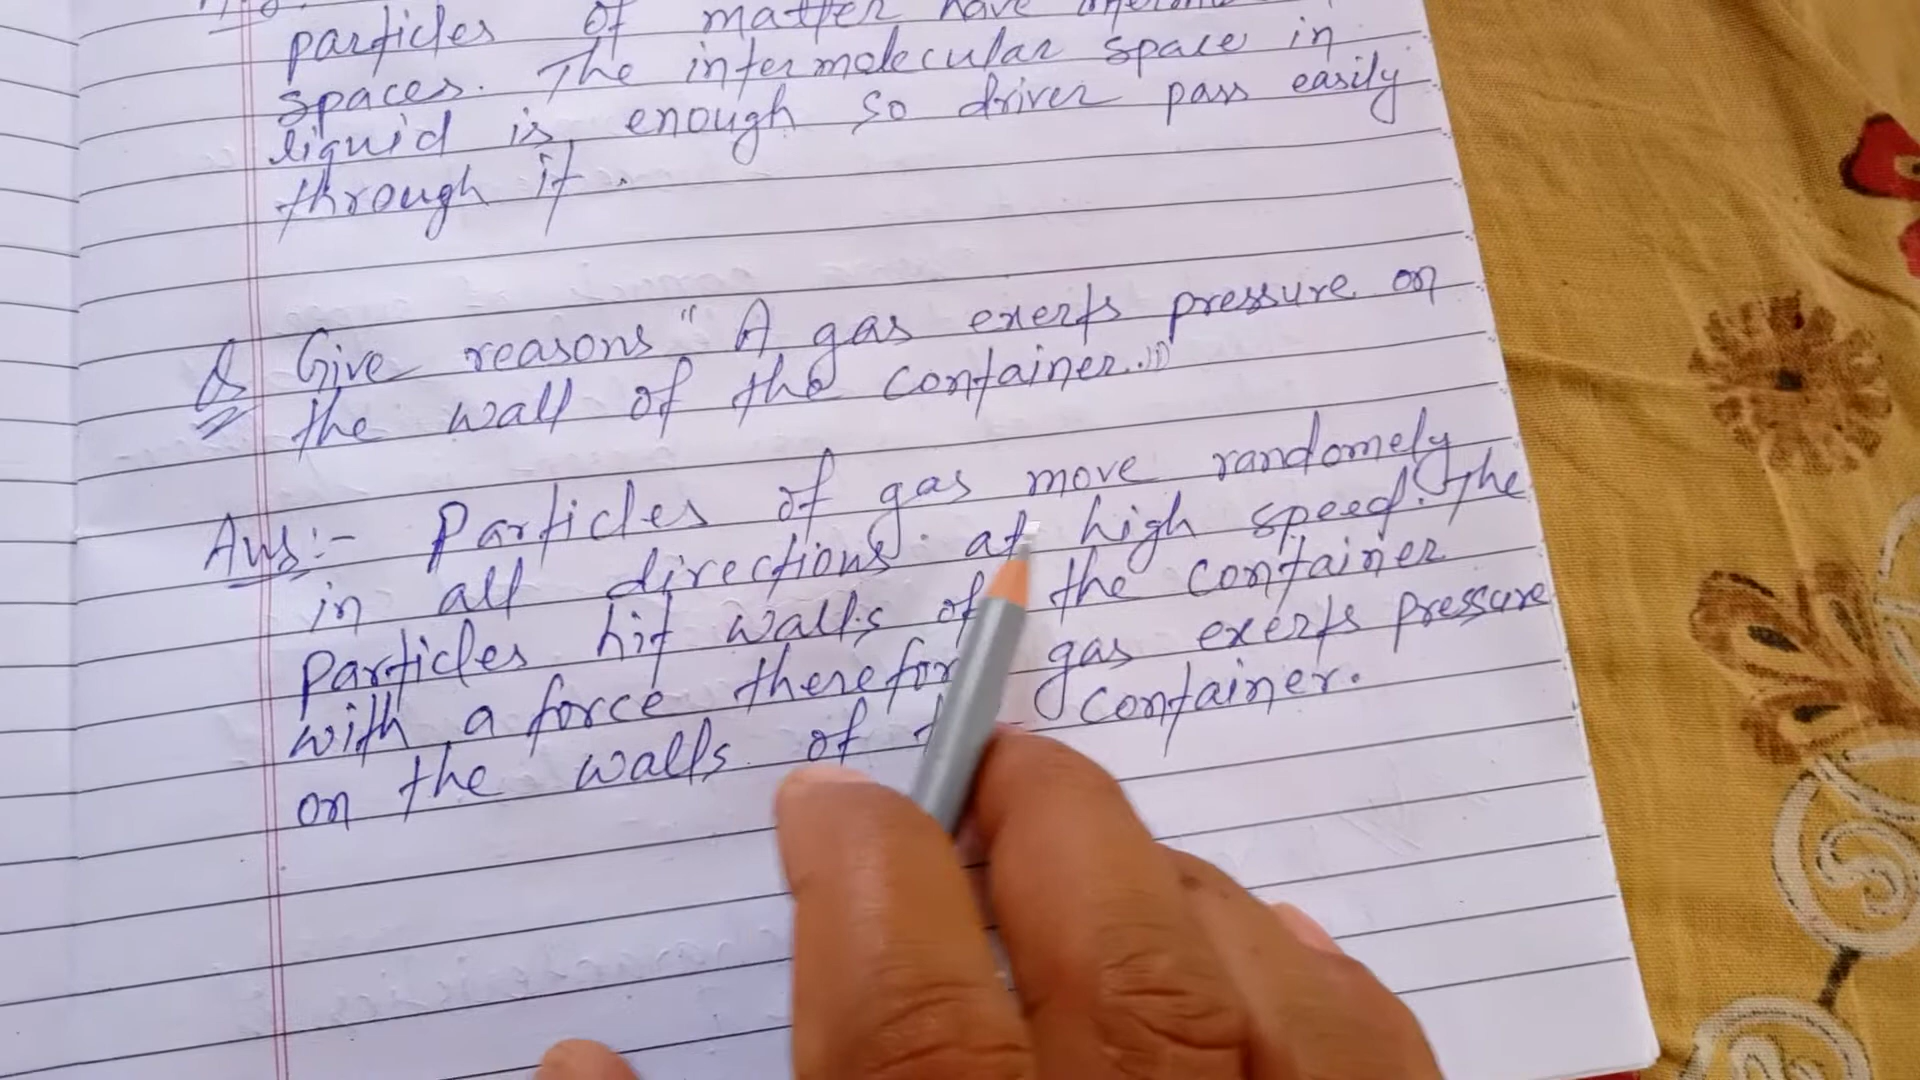 particles of matter have
spaces. The intermolecular space in
liquid is enough so driver pass easily
through it.
Q Give reasons " A gas exerts pressure on
the wall of the container."
Ans:- Particles of gas move randomely
in all directions at high speed. The
particles hit walls of the container
with a force therefor gas exerts pressure
on the walls of container.